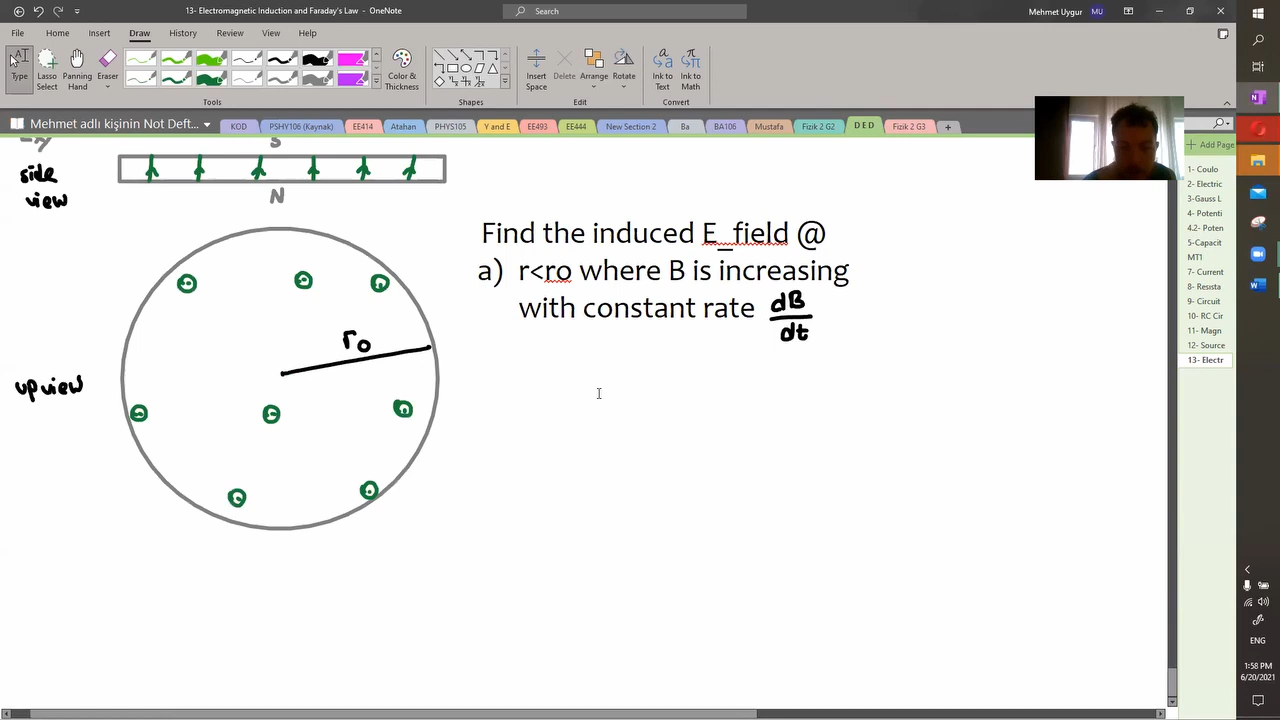 13- Electromagnetic Induction and Faraday's Law - OneNote
Search
Mehmet Uygur
MU
File Home Insert Draw History Review View Help
Type
Lasso Select
Panning Hand
Eraser
Color & Thickness
Insert Space
Delete
Arrange
Rotate
Ink to Text
Ink to Math
Tools
Shapes
Edit
Convert
Mehmet adlı kişinin Not Deft...
KOD PSHY106 (Kaynak) EE414 Atahan PHYS105 Y and E EE493 EE444 New Section 2 Ba BA106 Mustafa Fizik 2 G2 D E D Fizik 2 G3
Add Page
S
side
view
N
Find the induced E_field @
a) r<ro where B is increasing
with constant rate dB
dt
ro
up view
1- Coulo
2- Electric
3-Gauss L
4- Potenti
4.2- Poten
5-Capacit
MT1
7- Current
8- Resista
9- Circuit
10- RC Cir
11- Magn
12- Source
13- Electr
ENG
1:58 PM
6/20/2021